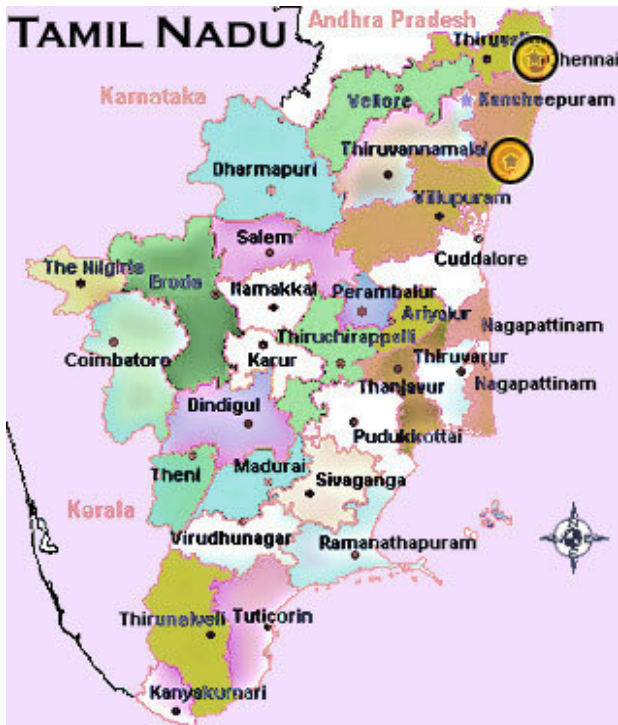 Andhra Pradesh
TAMIL NADU
Chennai
Karnataka
Vellore
Kancheepuram
Thiruvannamalai
Dharmapuri
Villupuram
Salem
Cuddalore
The Nilgiris
Erode
Namakkal
Perambalur
Ariyalur
Nagapattinam
Thiruchirappalli
Coimbatore
Karur
Thiruvarur
Thanjavur
Nagapattinam
Dindigul
Pudukkottai
Madurai
Theni
Sivaganga
Kerala
Virudhunagar
Ramanathapuram
Thirunalveli
Tuticorin
Kanyakumari